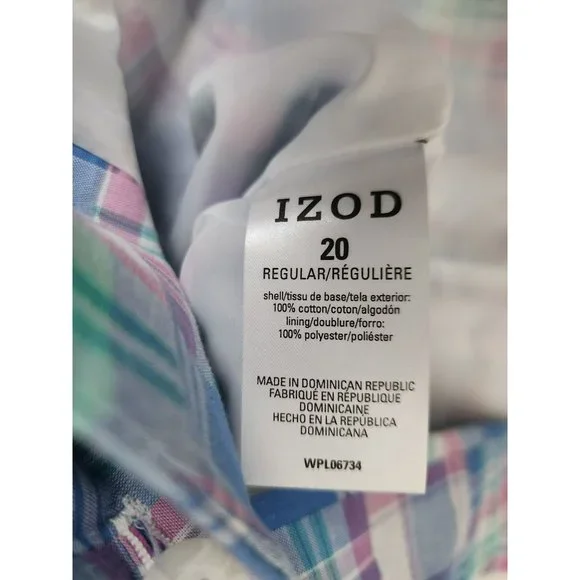 IZOD
20
REGULAR/RÉGULIÈRE
shell/tissu de base/tela exterior:
100% cotton/coton/algodón
lining/doublure/forro:
100% polyester/poliéster
MADE IN DOMINICAN REPUBLIC
FABRIQUÉ EN RÉPUBLIQUE
DOMINICAINE
HECHO EN LA REPÚBLICA
DOMINICANA
WPL06734